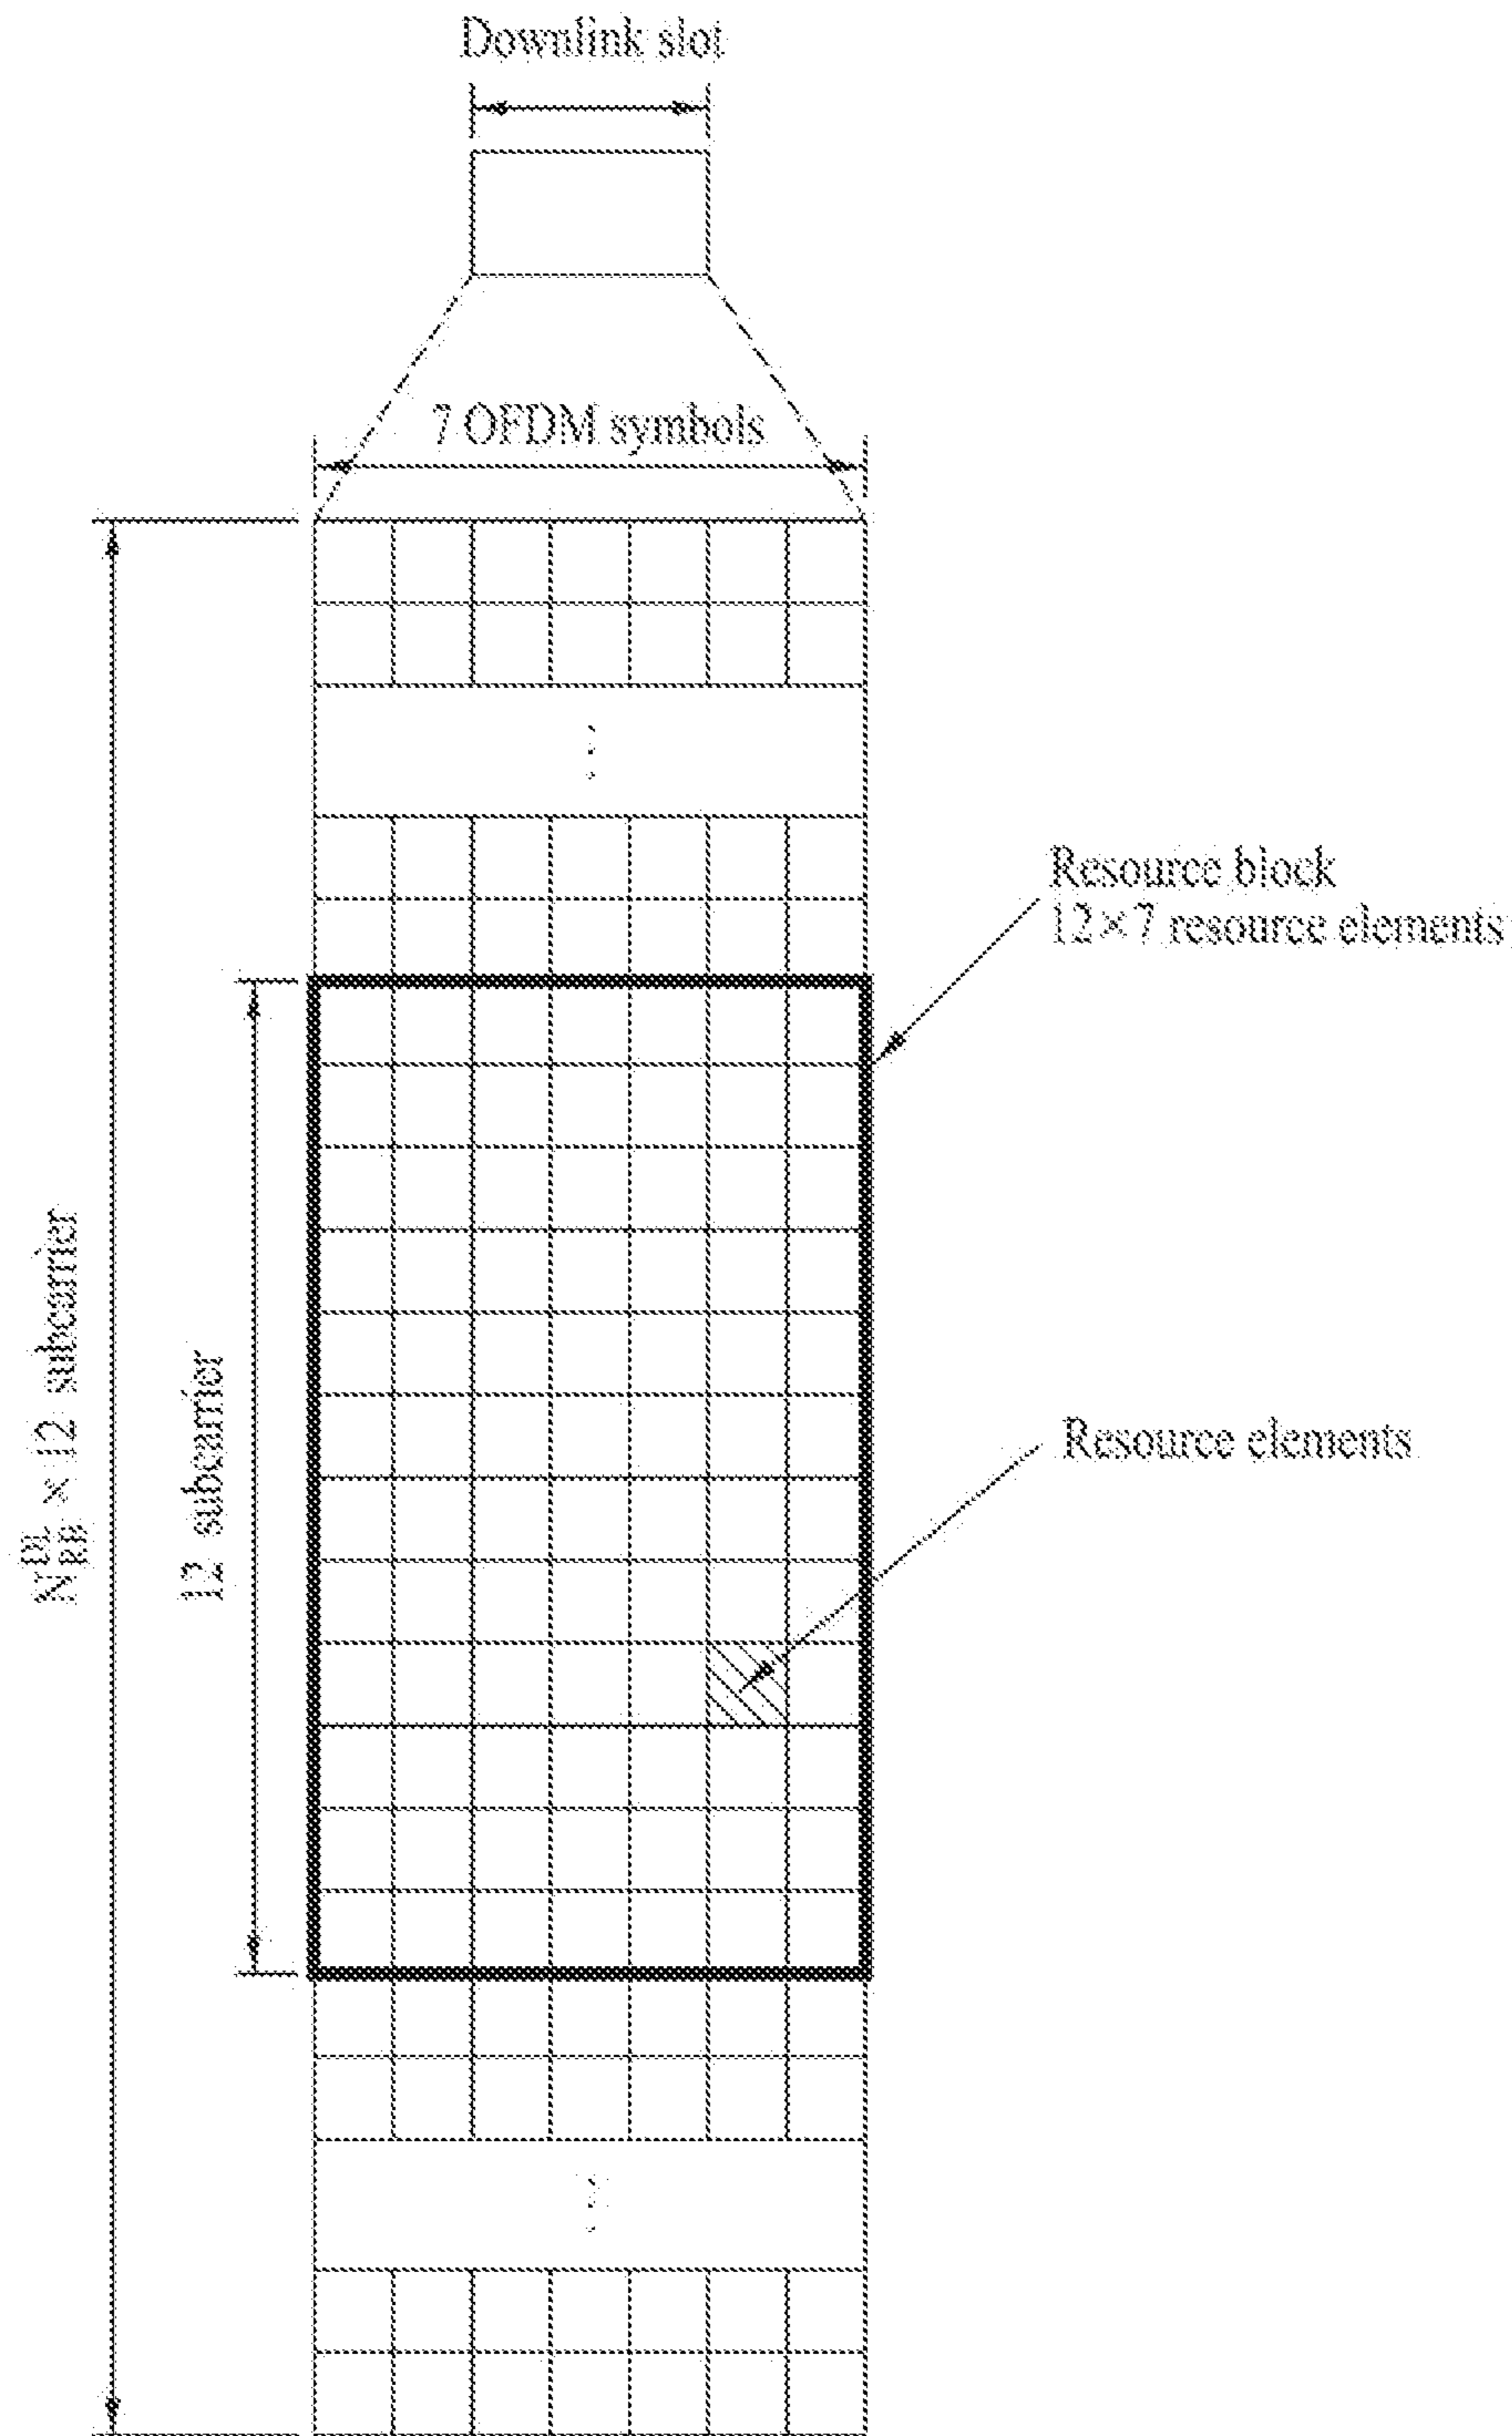 Downlink slot
7 OFDM symbols
Resource block
12×7 resource elements
N^DL_RB × 12 subcarrier
12 subcarrier
Resource elements